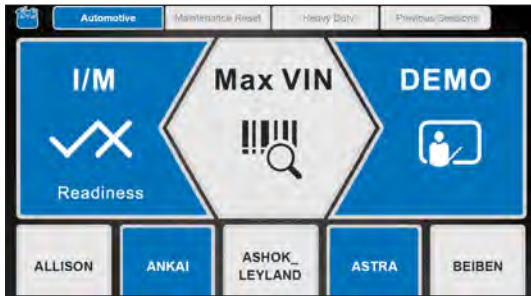 Automotive
Maintenance Reset
Heavy Duty
Previous Sessions
I/M
Readiness
Max VIN
DEMO
ALLISON
ANKAI
ASHOK_
LEYLAND
ASTRA
BEIBEN